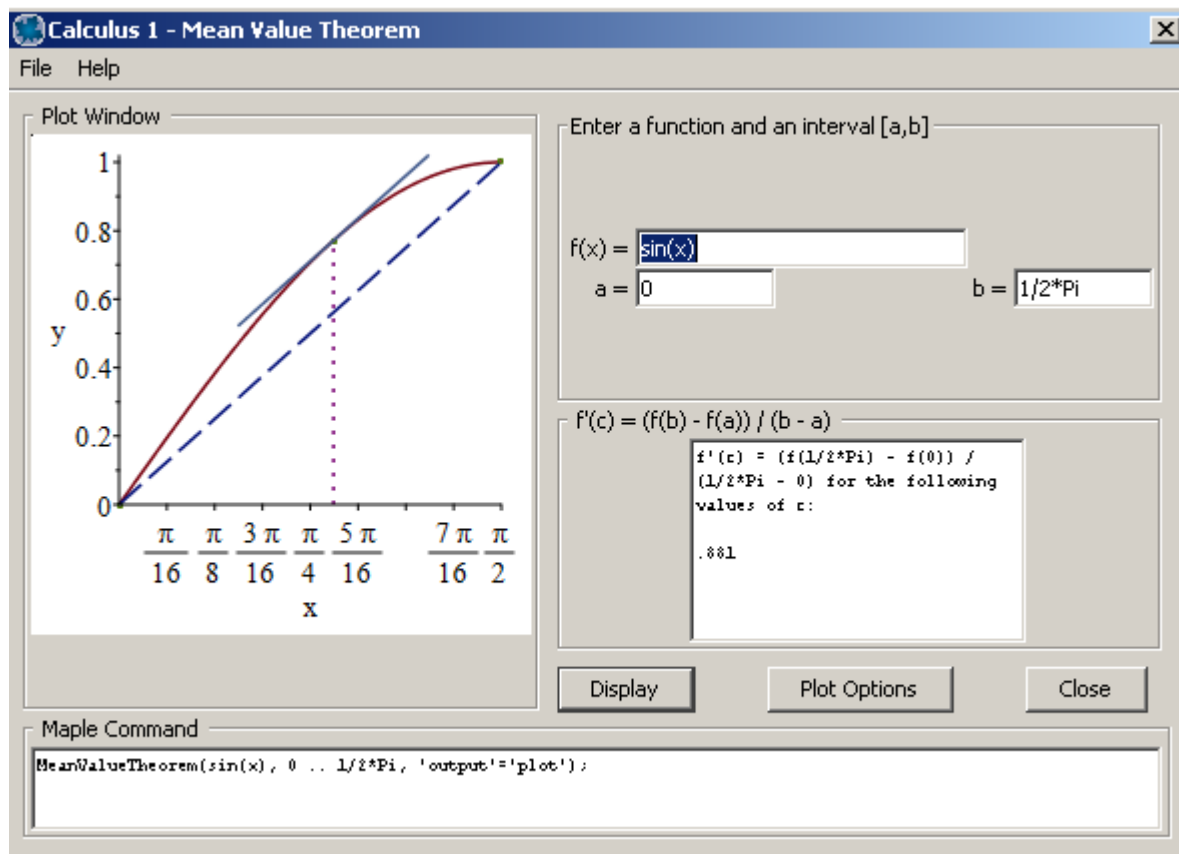 Calculus 1 - Mean Value Theorem
File Help
Plot Window
1
0.8
0.6
y
0.4
0.2
0
π/16 π/8 3 π/16 π/4 5 π/16 7 π/16 π/2
x
Enter a function and an interval [a,b]
f(x) = sin(x)
a = 0 b = 1/2*Pi
f'(c) = (f(b) - f(a)) / (b - a)
f'(c) = (f(1/2*Pi) - f(0)) /
(1/2*Pi - 0) for the following
values of c:
.881
Display Plot Options Close
Maple Command
MeanValueTheorem(sin(x), 0 .. 1/2*Pi, 'output'='plot');